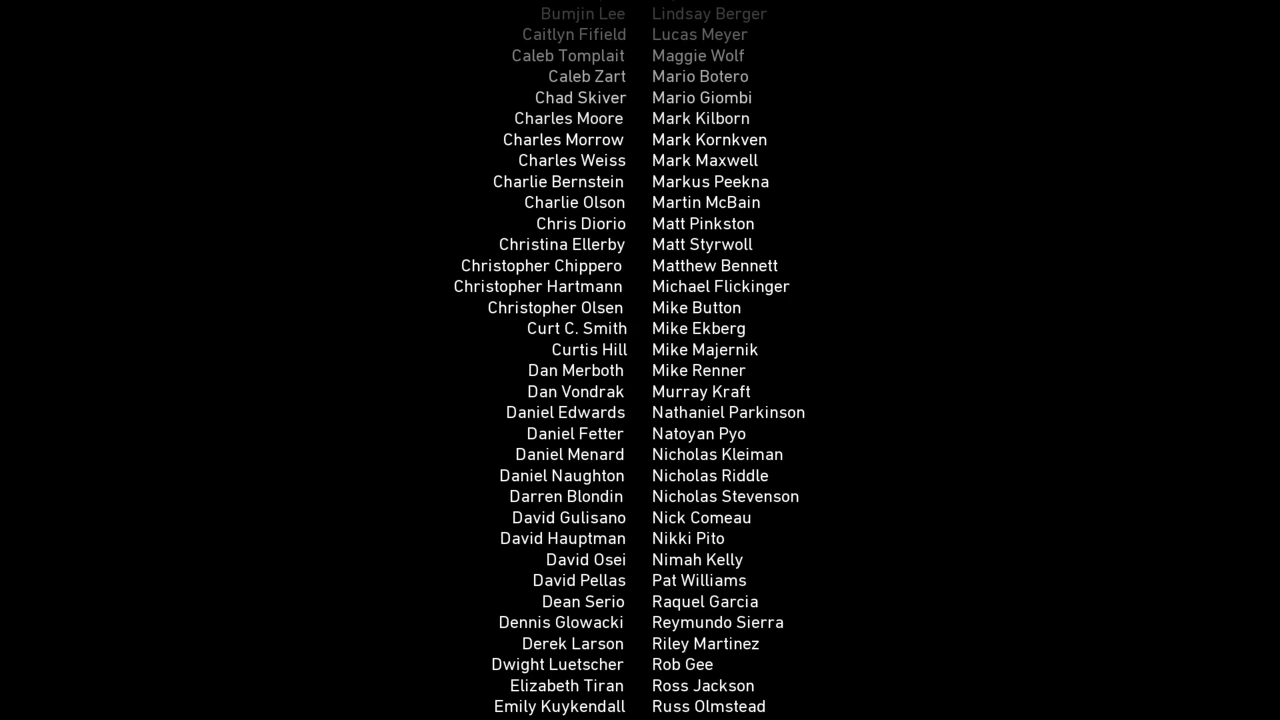 Bumjin Lee Lindsay Berger
Caitlyn Fifield Lucas Meyer
Caleb Tomplait Maggie Wolf
Caleb Zart Mario Botero
Chad Skiver Mario Giombi
Charles Moore Mark Kilborn
Charles Morrow Mark Kornkven
Charles Weiss Mark Maxwell
Charlie Bernstein Markus Peekna
Charlie Olson Martin McBain
Chris Diorio Matt Pinkston
Christina Ellerby Matt Styrwoll
Christopher Chippero Matthew Bennett
Christopher Hartmann Michael Flickinger
Christopher Olsen Mike Button
Curt C. Smith Mike Ekberg
Curtis Hill Mike Majernik
Dan Merboth Mike Renner
Dan Vondrak Murray Kraft
Daniel Edwards Nathaniel Parkinson
Daniel Fetter Natoyan Pyo
Daniel Menard Nicholas Kleiman
Daniel Naughton Nicholas Riddle
Darren Blondin Nicholas Stevenson
David Gulisano Nick Comeau
David Hauptman Nikki Pito
David Osei Nimah Kelly
David Pellas Pat Williams
Dean Serio Raquel Garcia
Dennis Glowacki Reymundo Sierra
Derek Larson Riley Martinez
Dwight Luetscher Rob Gee
Elizabeth Tiran Ross Jackson
Emily Kuykendall Russ Olmstead